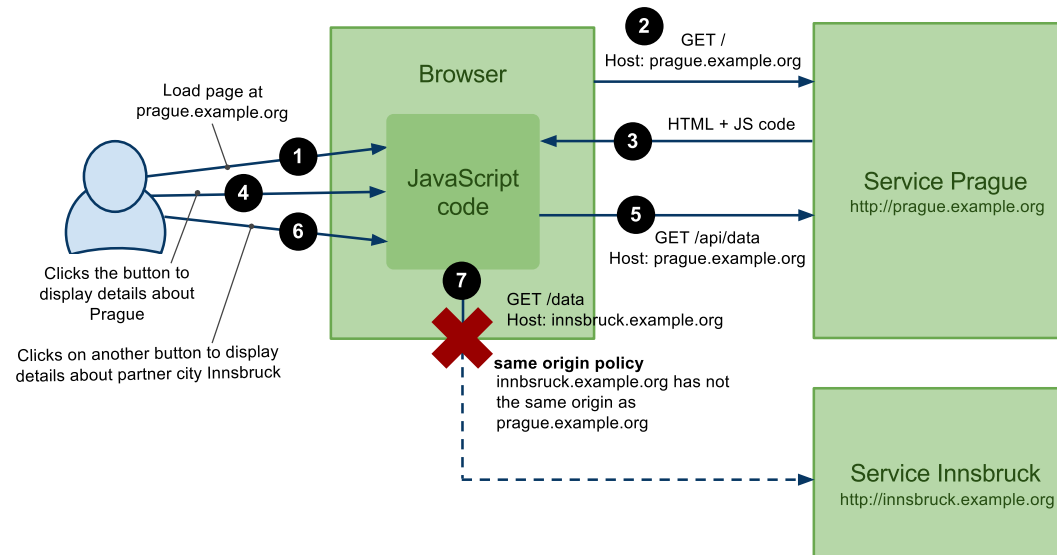 2
GET /
Host: prague.example.org
Browser
Load page at
prague.example.org
HTML + JS code
3
1
JavaScript
code
Service Prague
http://prague.example.org
4
5
6
GET /api/data
Host: prague.example.org
Clicks the button to
display details about
Prague
7
GET /data
Host: innsbruck.example.org
Clicks on another button to display
details about partner city Innsbruck
same origin policy
innbsruck.example.org has not
the same origin as
prague.example.org
Service Innsbruck
http://innsbruck.example.org